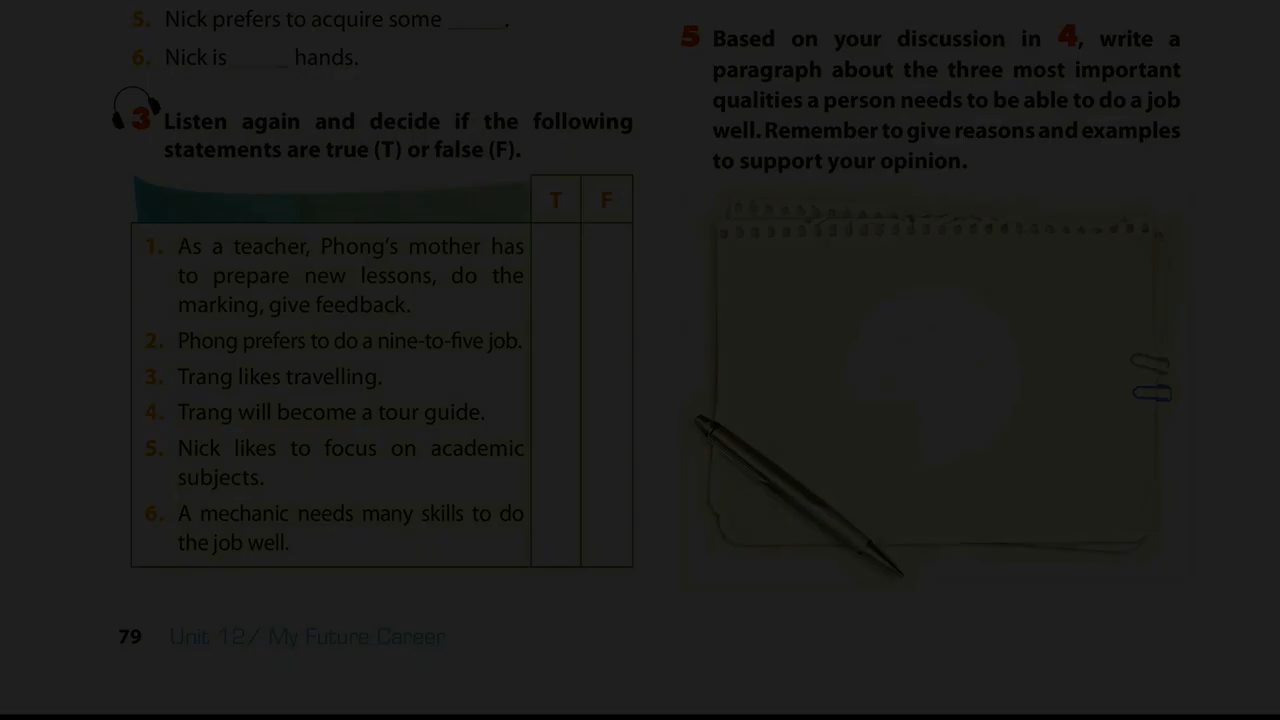 5. Nick prefers to acquire some _____.
6. Nick is _____ hands.
3 Listen again and decide if the following
statements are true (T) or false (F).
T F
1. As a teacher, Phong's mother has
to prepare new lessons, do the
marking, give feedback.
2. Phong prefers to do a nine-to-five job.
3. Trang likes travelling.
4. Trang will become a tour guide.
5. Nick likes to focus on academic
subjects.
6. A mechanic needs many skills to do
the job well.
5 Based on your discussion in 4, write a
paragraph about the three most important
qualities a person needs to be able to do a job
well. Remember to give reasons and examples
to support your opinion.
79 Unit 12/ My Future Career